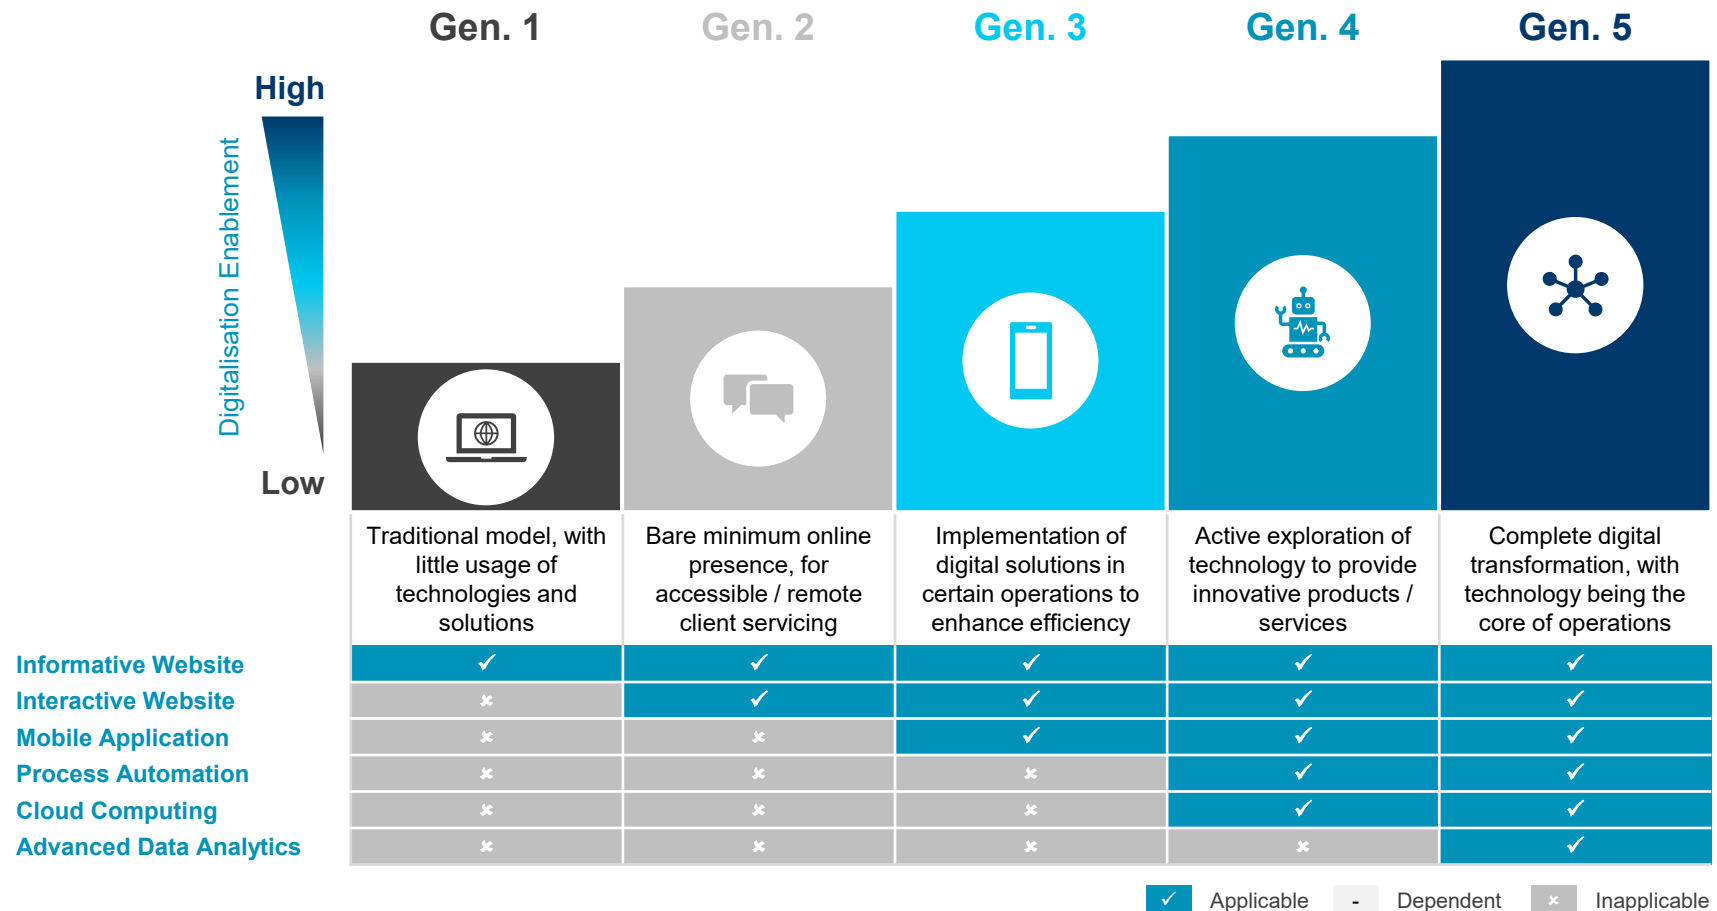 Gen. 1
Gen. 2
Gen. 3
Gen. 4
Gen. 5
High
Digitalisation Enablement
Low
Traditional model, with
little usage of
technologies and
solutions
Bare minimum online
presence, for
accessible / remote
client servicing
Implementation of
digital solutions in
certain operations to
enhance efficiency
Active exploration of
technology to provide
innovative products /
services
Complete digital
transformation, with
technology being the
core of operations
Informative Website
Interactive Website
Mobile Application
Process Automation
Cloud Computing
Advanced Data Analytics
Applicable
- Dependent
Inapplicable